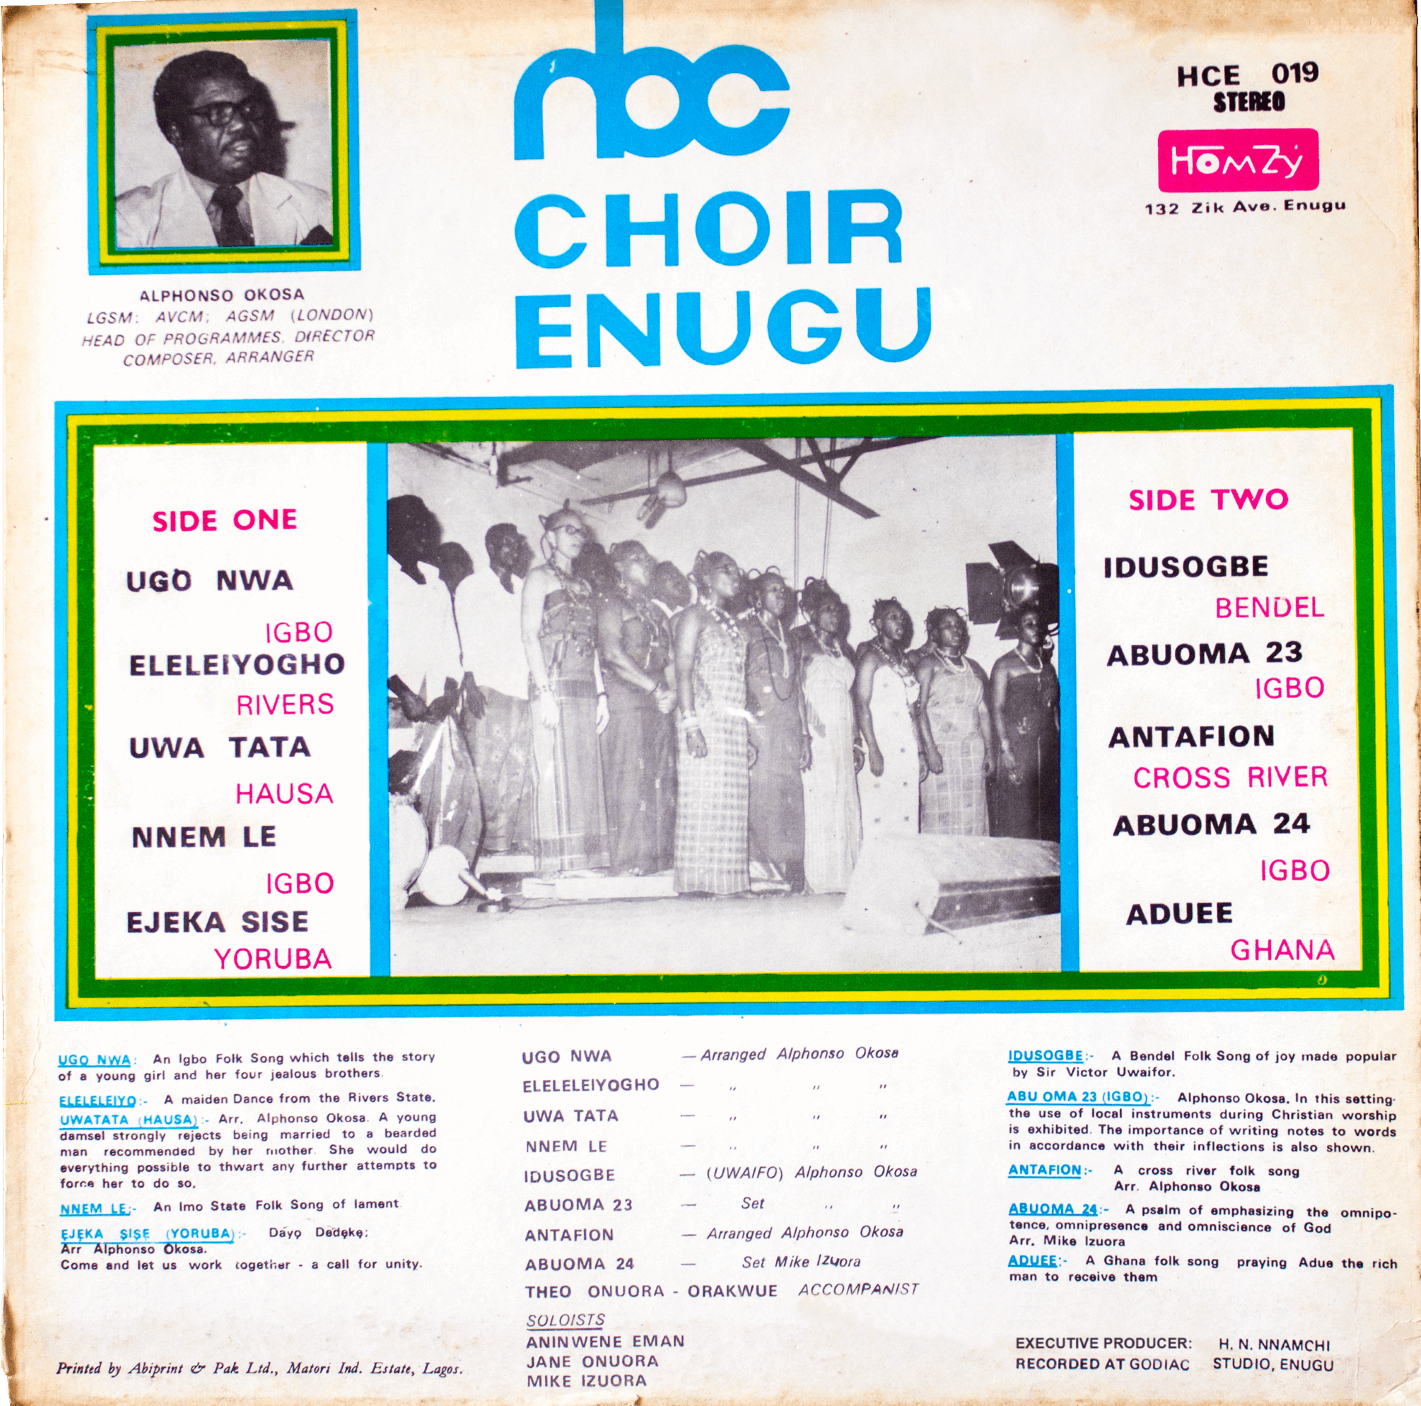 nbc
CHOIR
ENUGU
HCE 019
STEREO
HOMZY
132 Zik Ave. Enugu
ALPHONSO OKOSA
LGSM; AVCM; AGSM (LONDON)
HEAD OF PROGRAMMES, DIRECTOR
COMPOSER, ARRANGER
SIDE ONE
UGO NWA
IGBO
ELELEIYOGHO
RIVERS
UWA TATA
HAUSA
NNEM LE
IGBO
EJEKA SISE
YORUBA
SIDE TWO
IDUSOGBE
BENDEL
ABUOMA 23
IGBO
ANTAFION
CROSS RIVER
ABUOMA 24
IGBO
ADUEE
GHANA
UGO NWA: An Igbo Folk Song which tells the story
of a young girl and her four jealous brothers.
ELELELEIYO:- A maiden Dance from the Rivers State.
UWATATA (HAUSA):- Arr. Alphonso Okosa. A young
damsel strongly rejects being married to a bearded
man recommended by her mother. She would do
everything possible to thwart any further attempts to
force her to do so.
NNEM LE:- An Imo State Folk Song of lament
EJẸKA ṢIṢE (YORUBA):- Dáyọ Dẹdẹkẹ;
Arr Alphonso Okosa.
Come and let us work together - a call for unity.
Printed by Abiprint & Pak Ltd., Matori Ind. Estate, Lagos.
UGO NWA — Arranged Alphonso Okosa
ELELELEIYOGHO — ,, ,, ,,
UWA TATA — ,, ,, ,,
NNEM LE — ,, ,, ,,
IDUSOGBE — (UWAIFO) Alphonso Okosa
ABUOMA 23 — Set ,, ,,
ANTAFION — Arranged Alphonso Okosa
ABUOMA 24 — Set Mike Izuora
THEO ONUORA - ORAKWUE ACCOMPANIST
SOLOISTS
ANINWENE EMAN
JANE ONUORA
MIKE IZUORA
IDUSOGBE:- A Bendel Folk Song of joy made popular
by Sir Victor Uwaifor.
ABU OMA 23 (IGBO):- Alphonso Okosa. In this setting
the use of local instruments during Christian worship
is exhibited. The importance of writing notes to words
in accordance with their inflections is also shown.
ANTAFION:- A cross river folk song
Arr. Alphonso Okosa
ABUOMA 24:- A psalm of emphasizing the omnipo-
tence, omnipresence and omniscience of God
Arr. Mike Izuora
ADUEE:- A Ghana folk song praying Adue the rich
man to receive them
EXECUTIVE PRODUCER: H. N. NNAMCHI
RECORDED AT GODIAC STUDIO, ENUGU